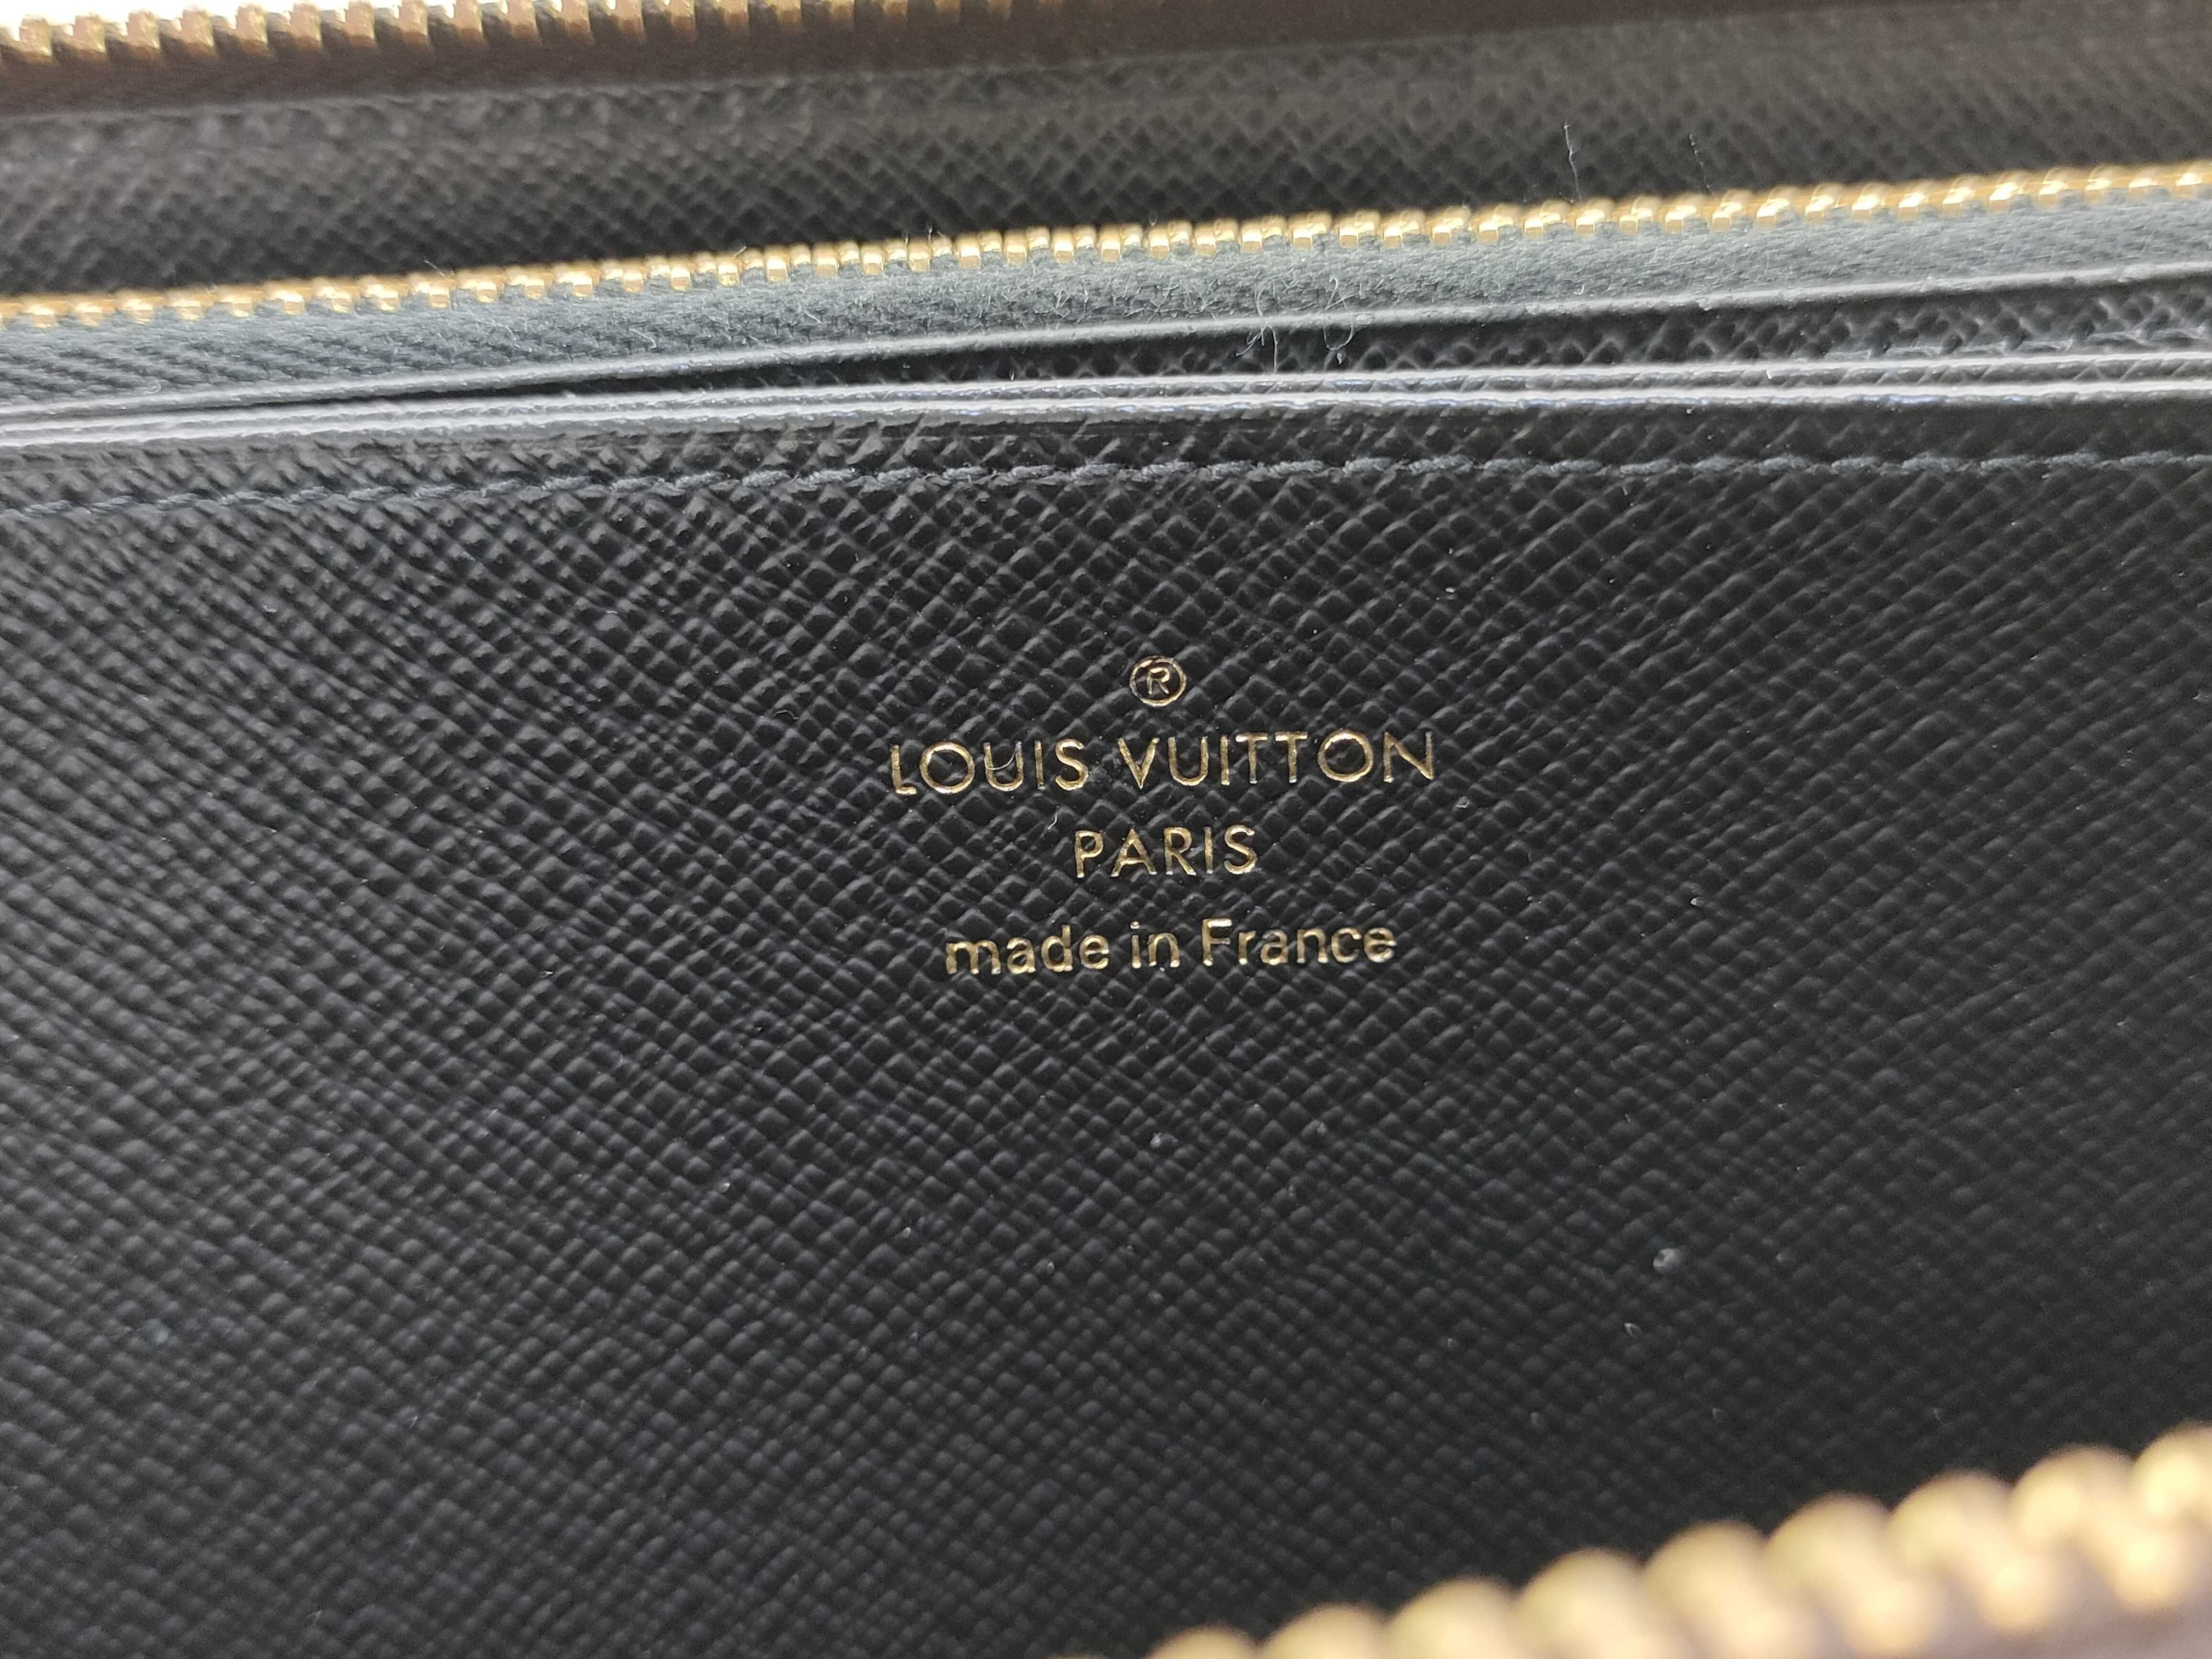 ®
LOUIS VUITTON
PARIS
made in France